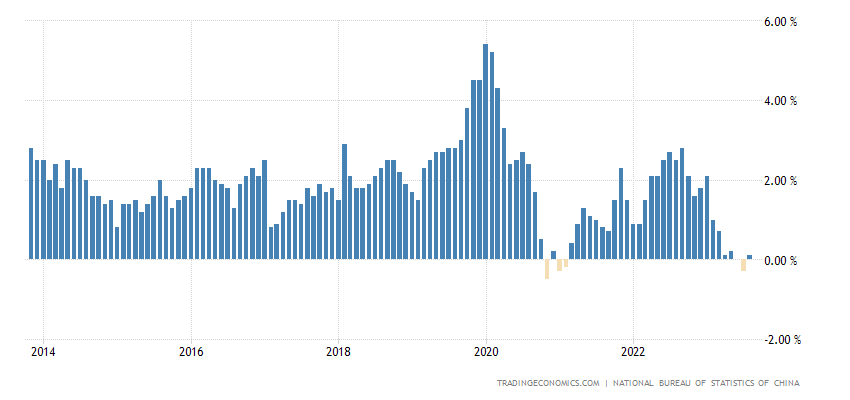 6.00 %
4.00 %
2.00 %
0.00 %
-2.00 %
2014 2016 2018 2020 2022
TRADINGECONOMICS.COM | NATIONAL BUREAU OF STATISTICS OF CHINA